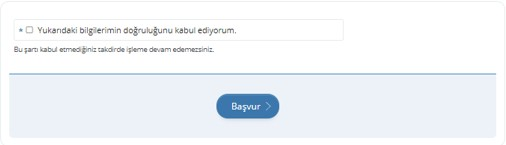 * Yukarıdaki bilgilerimin doğruluğunu kabul ediyorum.
Bu şartı kabul etmediğiniz takdirde işleme devam edemezsiniz.
Başvur